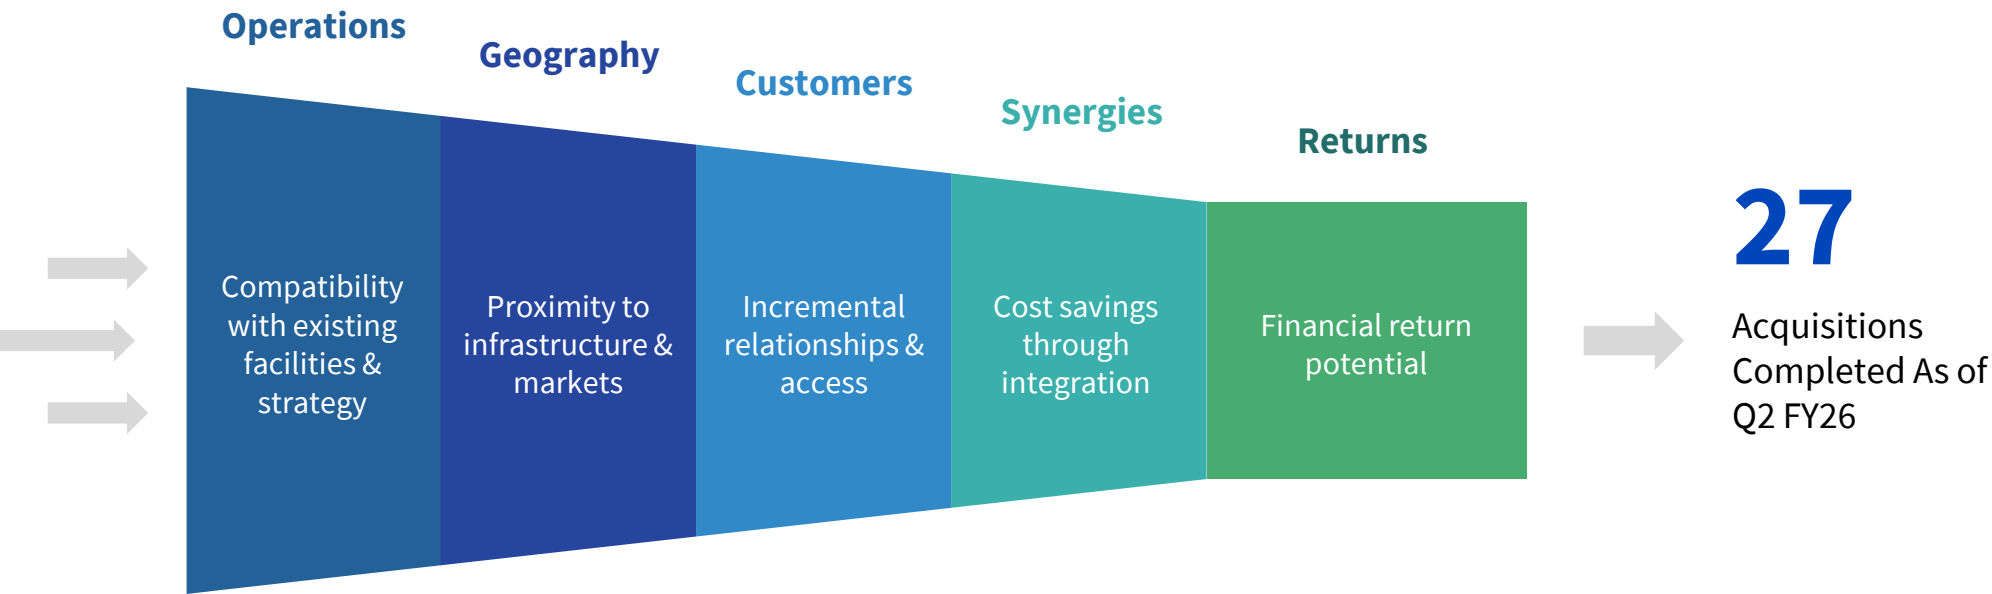 Operations
Geography
Customers
Synergies
Returns
Compatibility
with existing
facilities &
strategy
Proximity to
infrastructure &
markets
Incremental
relationships &
access
Cost savings
through
integration
Financial return
potential
27
Acquisitions
Completed As of
Q2 FY26